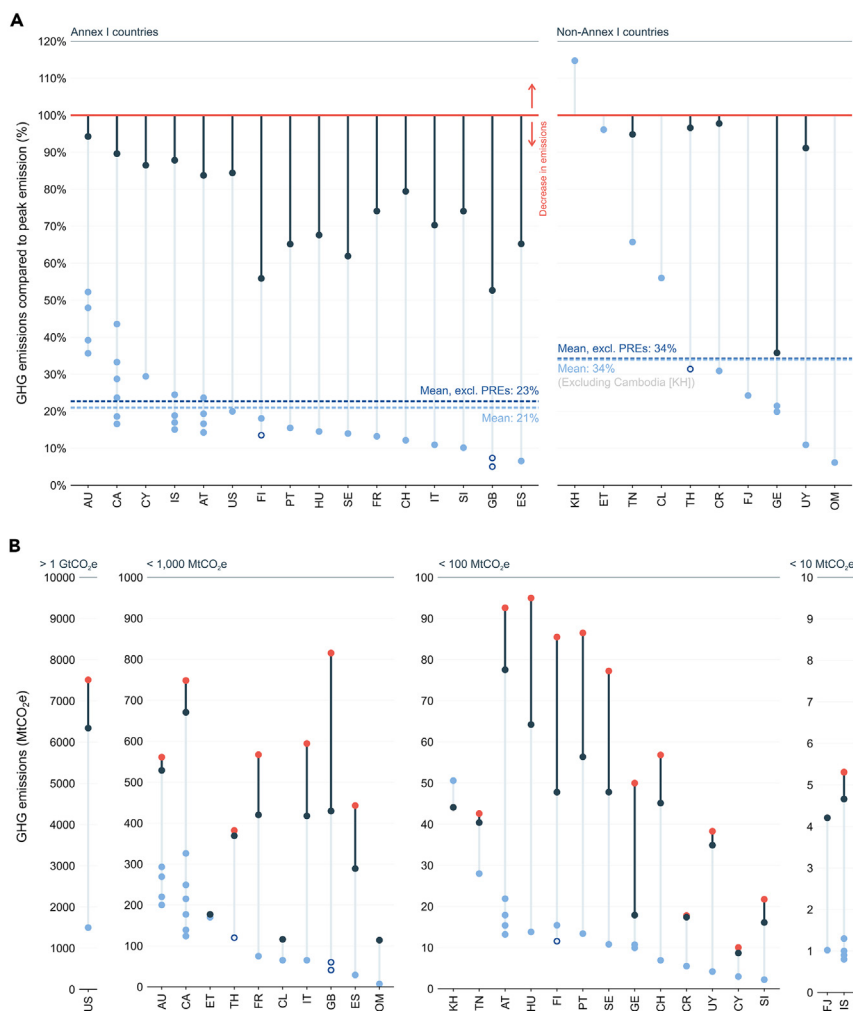 A
Annex I countries
Non-Annex I countries
GHG emissions compared to peak emission (%)
120%
110%
100%
90%
80%
70%
60%
50%
40%
30%
20%
10%
0%
Decrease in emissions
Mean, excl. PREs: 23%
Mean: 21%
Mean, excl. PREs: 34%
Mean: 34%
(Excluding Cambodia [KH])
AU CA CY IS AT US FI PT HU SE FR CH IT SI GB ES
KH ET TN CL TH CR FJ GE UY OM
B
> 1 GtCO₂e
< 1,000 MtCO₂e
< 100 MtCO₂e
< 10 MtCO₂e
GHG emissions (MtCO₂e)
10000
9000
8000
7000
6000
5000
4000
3000
2000
1000
0
1000
900
800
700
600
500
400
300
200
100
0
100
90
80
70
60
50
40
30
20
10
0
10
9
8
7
6
5
4
3
2
1
0
US
AU CA ET TH FR CL IT GB ES OM
KH TN AT HU FI PT SE GE CH CR UY CY SI
FJ IS